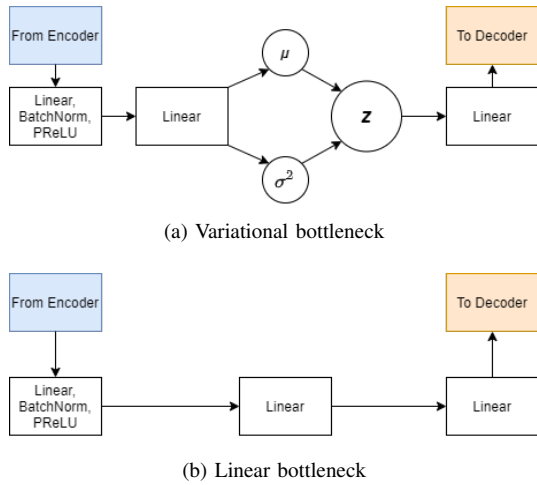 From Encoder
To Decoder
Linear,
BatchNorm,
PReLU
Linear
μ
σ²
z
Linear
(a) Variational bottleneck
From Encoder
To Decoder
Linear,
BatchNorm,
PReLU
Linear
Linear
(b) Linear bottleneck